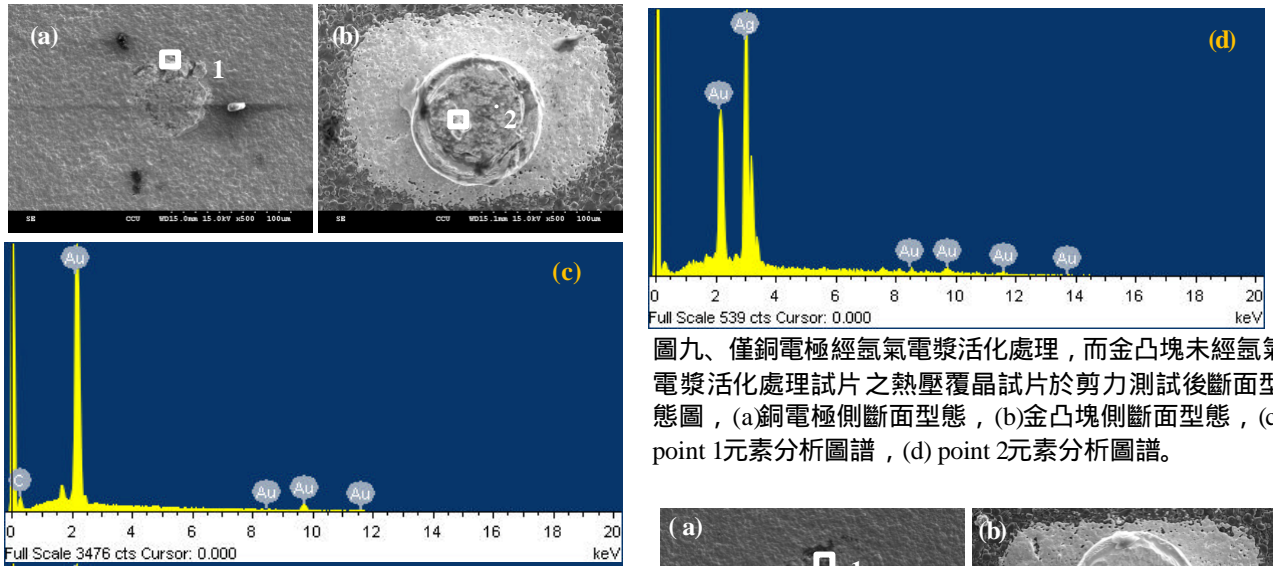 (a)
1
SE CCU WD15.0mm 15.0kV x500 100um
(b)
2
SE CCU WD15.1mm 15.0kV x500 100um
(c)
Au
C
Au
Au
Au
0 2 4 6 8 10 12 14 16 18 20
Full Scale 3476 cts Cursor: 0.000 keV
(d)
Ag
Au
Au
Au
Au
Au
0 2 4 6 8 10 12 14 16 18 20
Full Scale 539 cts Cursor: 0.000 keV
圖九、僅銅電極經氬氣電漿活化處理，而金凸塊未經氬氣
電漿活化處理試片之熱壓覆晶試片於剪力測試後斷面型
態圖，(a)銅電極側斷面型態，(b)金凸塊側斷面型態，(c
point 1元素分析圖譜，(d) point 2元素分析圖譜。
(a)
1
(b)